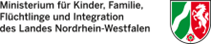 Ministerium für Kinder, Familie,
Flüchtlinge und Integration
des Landes Nordrhein-Westfalen